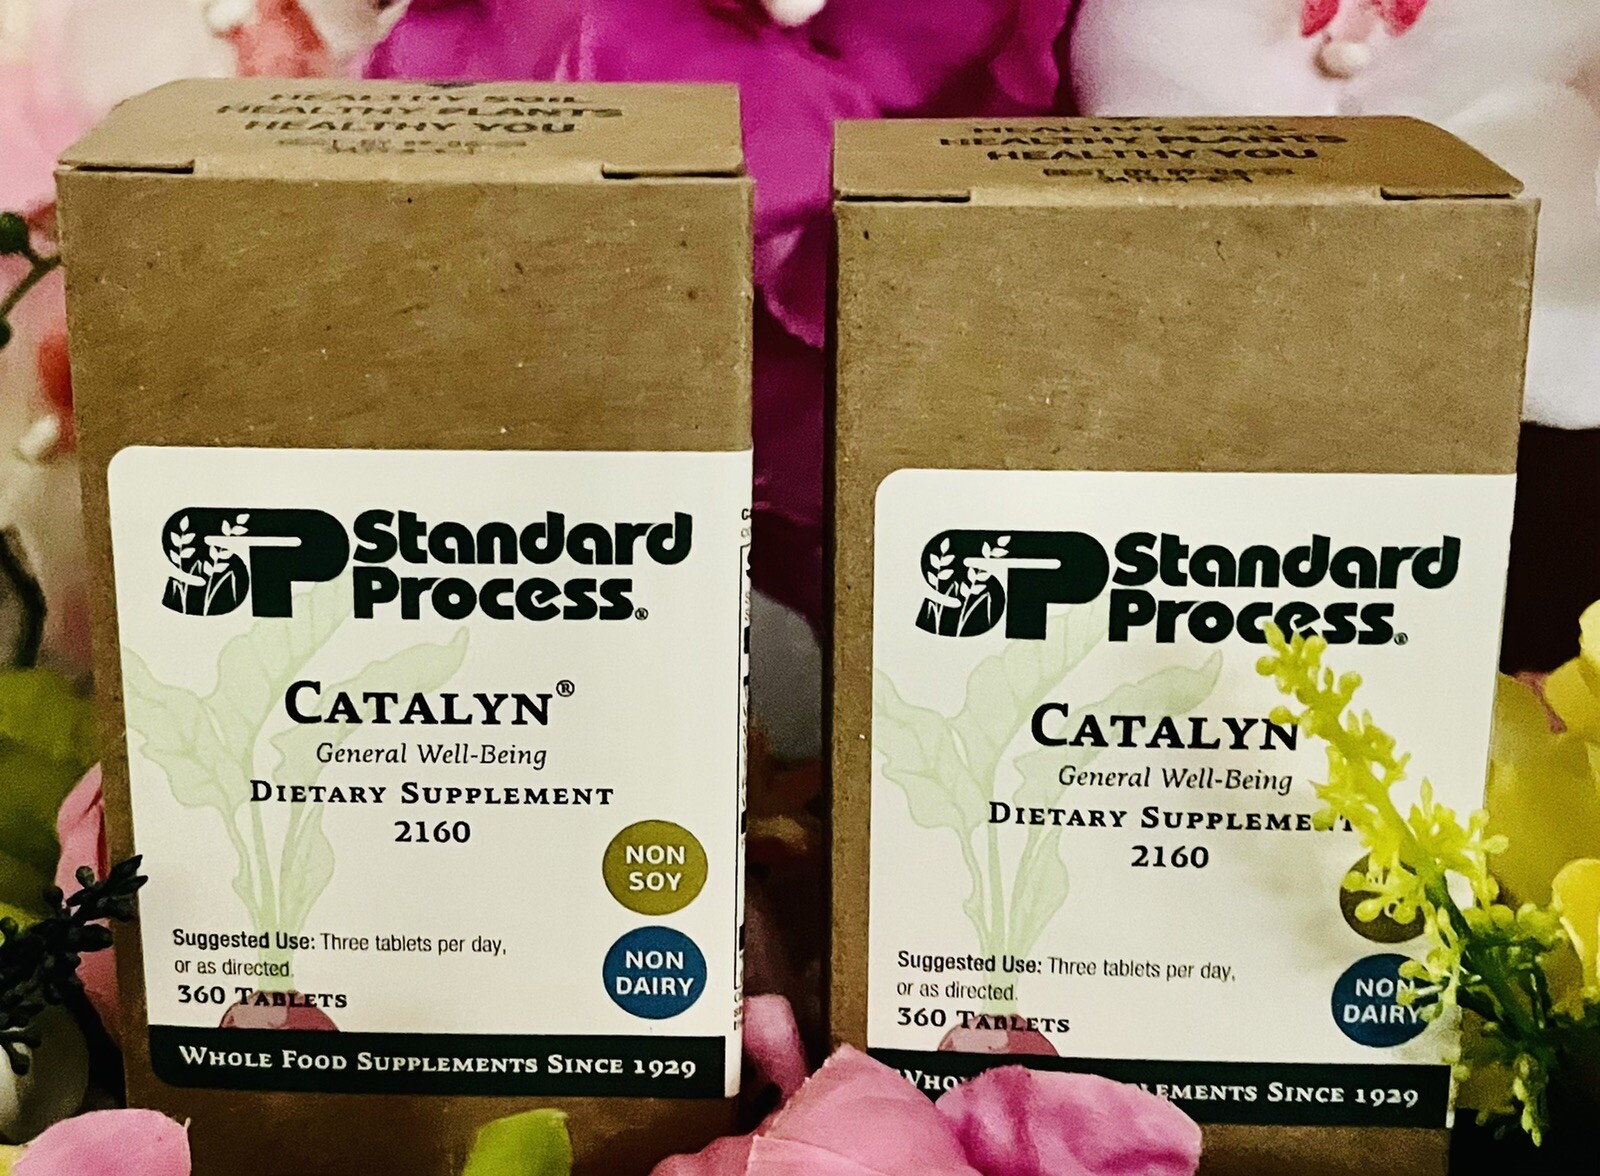 HEALTHY SOIL
HEALTHY PLANTS
HEALTHY YOU
SP Standard
Process®
CATALYN®
General Well-Being
DIETARY SUPPLEMENT
2160
NON
SOY
NON
DAIRY
Suggested Use: Three tablets per day,
or as directed.
360 TABLETS
WHOLE FOOD SUPPLEMENTS SINCE 1929
HEALTHY SOIL
HEALTHY PLANTS
HEALTHY YOU
SP Standard
Process®
CATALYN
General Well-Being
DIETARY SUPPLEMENT
2160
NON
DAIRY
Suggested Use: Three tablets per day,
or as directed.
360 TABLETS
SINCE 1929